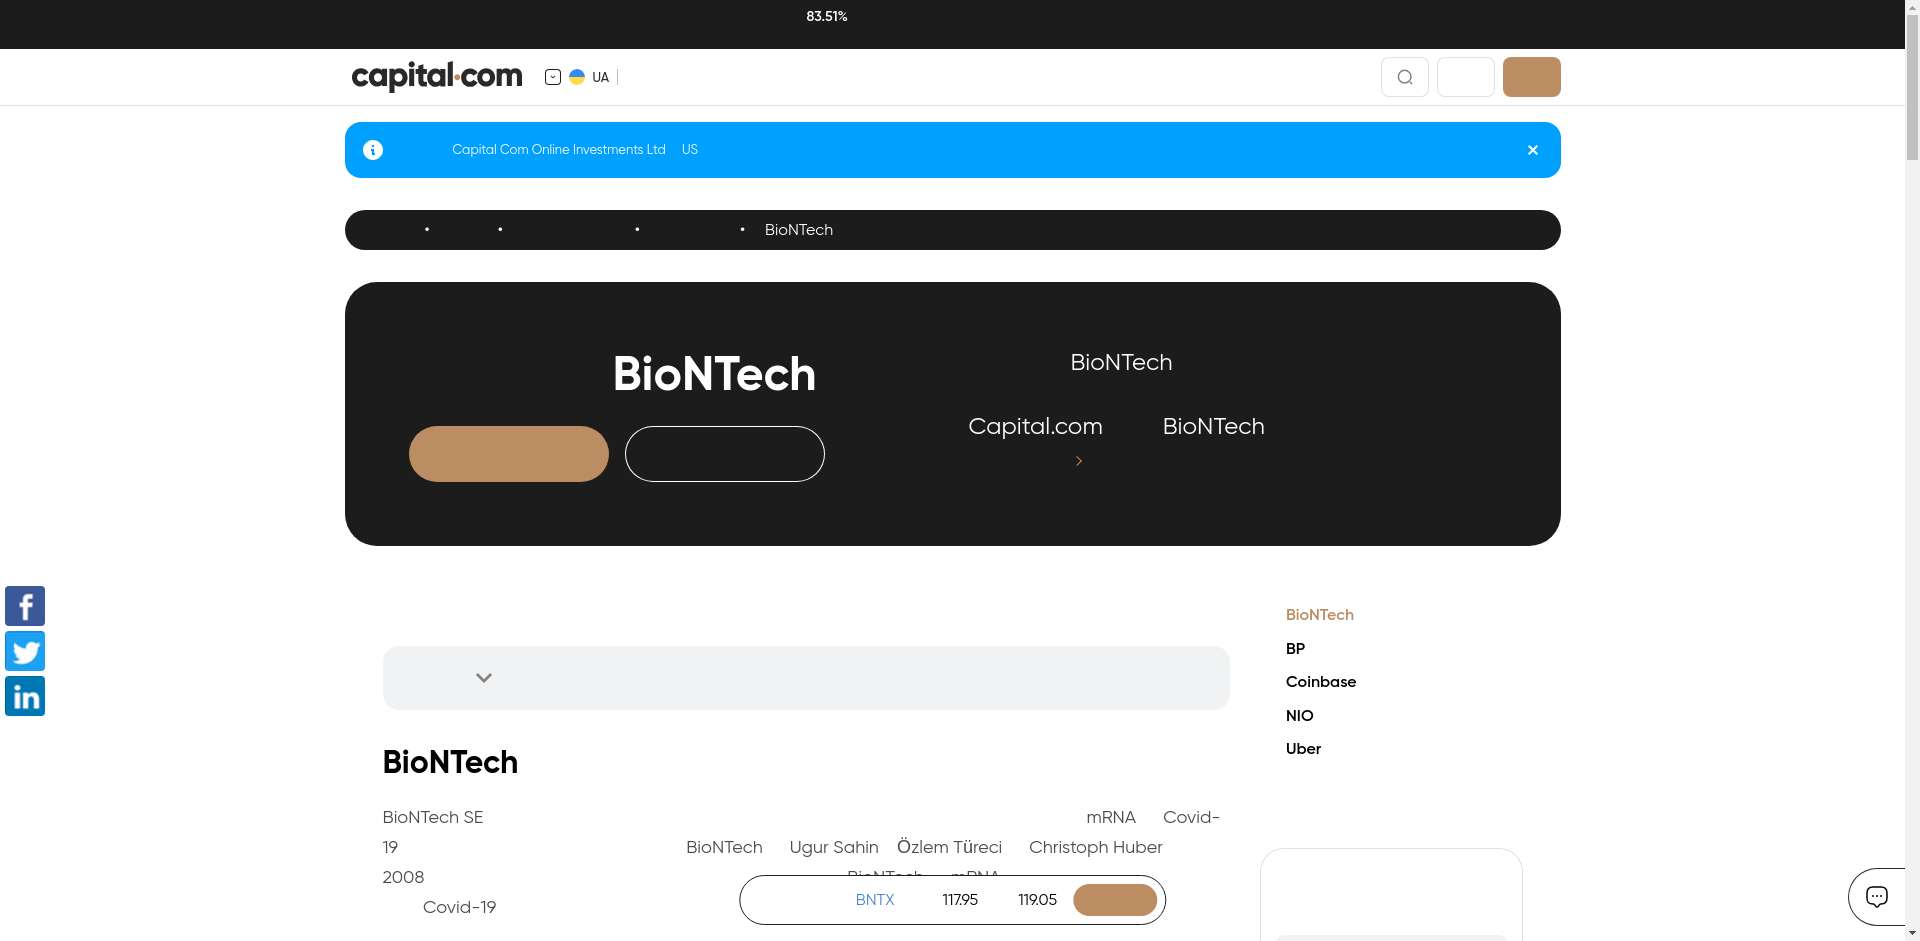 83.51%
capital.com UA
Capital Com Online Investments Ltd US
• • • • BioNTech
BioNTech
BioNTech
Capital.com BioNTech
BioNTech
BP
Coinbase
NIO
Uber
BioNTech
BioNTech SE mRNA Covid-
19 BioNTech Ugur Sahin Özlem Türeci Christoph Huber
2008 BioNTech mRNA
Covid-19
BNTX 117.95 119.05